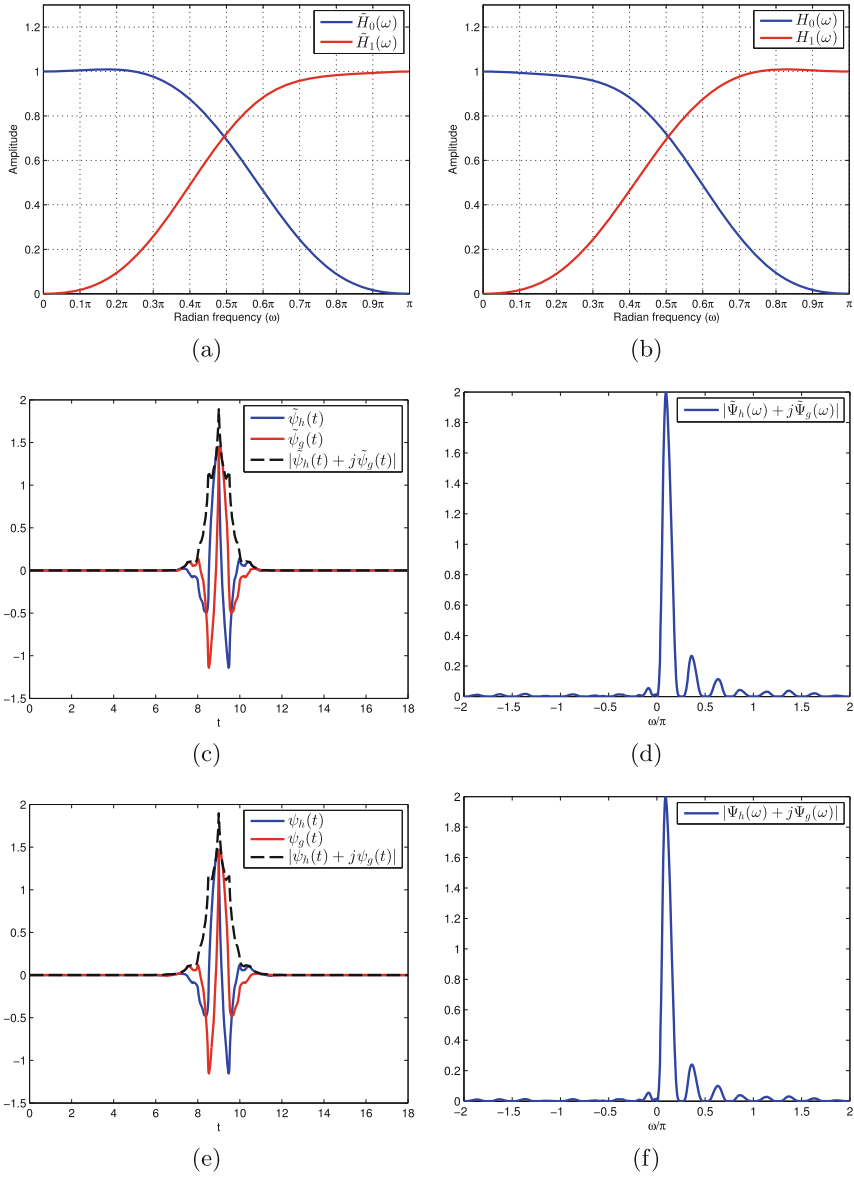 H̃₀(ω)
H̃₁(ω)
Amplitude
1.2
1
0.8
0.6
0.4
0.2
0
0 0.1π 0.2π 0.3π 0.4π 0.5π 0.6π 0.7π 0.8π 0.9π π
Radian frequency (ω)
(a)
H₀(ω)
H₁(ω)
Amplitude
1.2
1
0.8
0.6
0.4
0.2
0
0 0.1π 0.2π 0.3π 0.4π 0.5π 0.6π 0.7π 0.8π 0.9π π
Radian frequency (ω)
(b)
ψ̃ₕ(t)
ψ̃g(t)
|ψ̃ₕ(t) + jψ̃g(t)|
2
1.5
1
0.5
0
−0.5
−1
−1.5
0 2 4 6 8 10 12 14 16 18
t
(c)
|Ψ̃ₕ(ω) + jΨ̃g(ω)|
2
1.8
1.6
1.4
1.2
1
0.8
0.6
0.4
0.2
0
−2 −1.5 −1 −0.5 0 0.5 1 1.5 2
ω/π
(d)
ψₕ(t)
ψg(t)
|ψₕ(t) + jψg(t)|
2
1.5
1
0.5
0
−0.5
−1
−1.5
0 2 4 6 8 10 12 14 16 18
t
(e)
|Ψₕ(ω) + jΨg(ω)|
2
1.8
1.6
1.4
1.2
1
0.8
0.6
0.4
0.2
0
−2 −1.5 −1 −0.5 0 0.5 1 1.5 2
ω/π
(f)